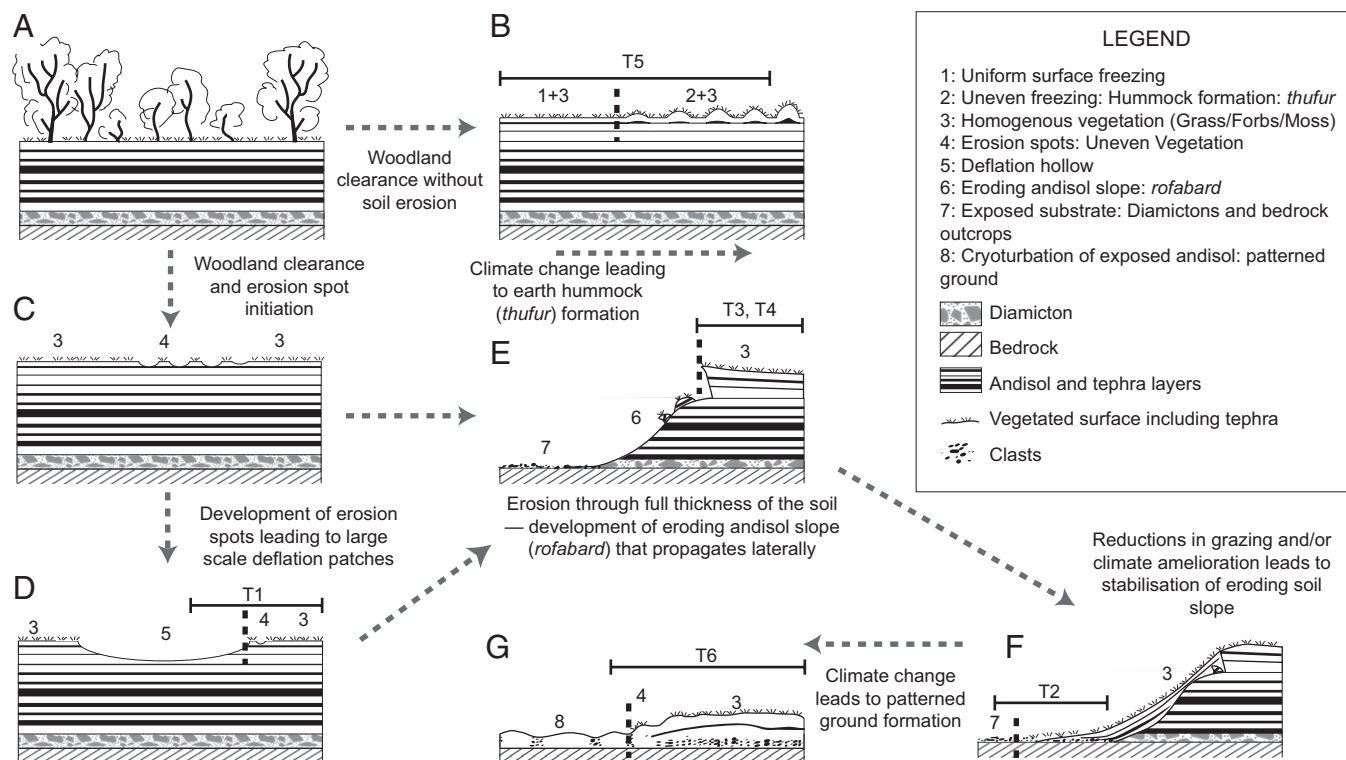 A
B
T5
1+3
2+3
Woodland
clearance without
soil erosion
Climate change leading
to earth hummock
(thufur) formation
Woodland clearance
and erosion spot
initiation
C
3
4
3
T3, T4
E
3
6
7
Erosion through full thickness of the soil
— development of eroding andisol slope
(rofabard) that propagates laterally
Development of erosion
spots leading to large
scale deflation patches
D
T1
3
5
4
3
G
T6
4
3
8
Climate change
leads to patterned
ground formation
Reductions in grazing and/or
climate amelioration leads to
stabilisation of eroding soil
slope
F
3
T2
7
LEGEND
1: Uniform surface freezing
2: Uneven freezing: Hummock formation: thufur
3: Homogenous vegetation (Grass/Forbs/Moss)
4: Erosion spots: Uneven Vegetation
5: Deflation hollow
6: Eroding andisol slope: rofabard
7: Exposed substrate: Diamictons and bedrock
outcrops
8: Cryoturbation of exposed andisol: patterned
ground
Diamicton
Bedrock
Andisol and tephra layers
Vegetated surface including tephra
Clasts